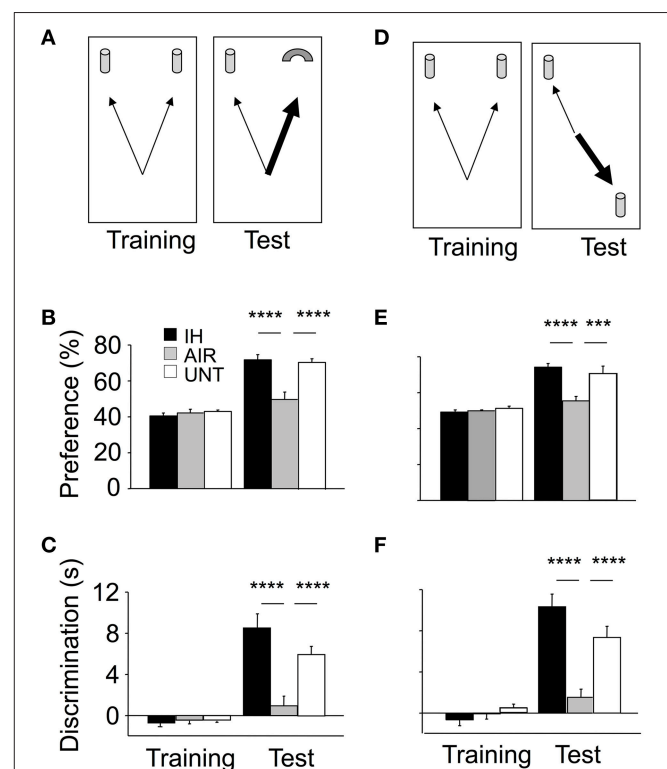 A
D
Training
Test
Training
Test
B
**** ****
E
**** ***
80
60
40
20
0
Preference (%)
IH
AIR
UNT
C
**** ****
F
**** ****
12
8
4
0
Discrimination (s)
Training
Test
Training
Test